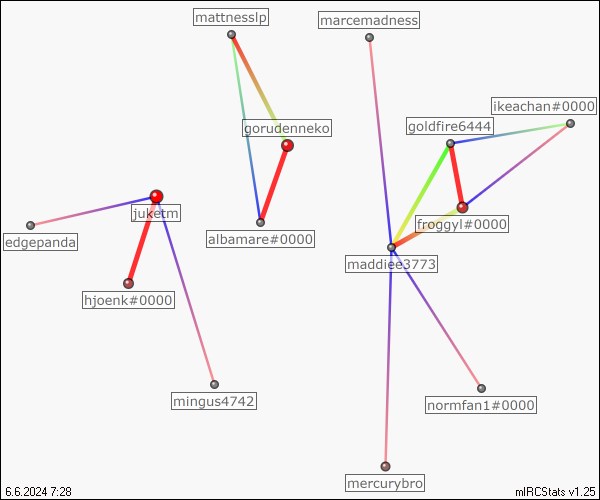 mattnesslp
marcemadness
ikeachan#0000
goldfire6444
gorudenneko
juketm
froggyl#0000
edgepanda
albamare#0000
maddiee3773
hjoenk#0000
mingus4742
normfan1#0000
mercurybro
6.6.2024 7:28
mIRCStats v1.25